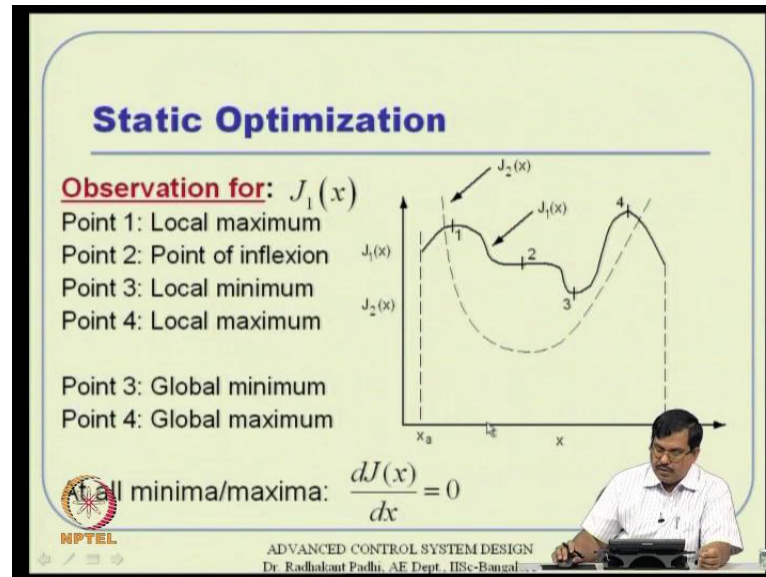 Static Optimization
Observation for: J₁(x)
Point 1: Local maximum
Point 2: Point of inflexion
Point 3: Local minimum
Point 4: Local maximum
Point 3: Global minimum
Point 4: Global maximum
At all minima/maxima: dJ(x)/dx = 0
J₂(x)
J₁(x)
J₁(x)
J₂(x)
1
2
3
4
xₐ
x
NPTEL
ADVANCED CONTROL SYSTEM DESIGN
Dr. Radhakant Padhi, AE Dept., IISc-Bangal